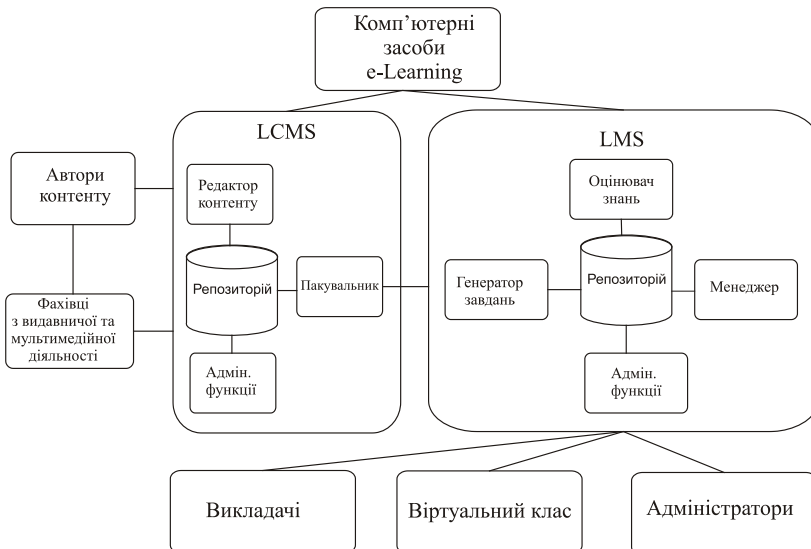 Комп’ютерні
засоби
e-Learning
LCMS
LMS
Автори
контенту
Редактор
контенту
Оцінювач
знань
Репозиторій
Пакувальник
Генератор
завдань
Репозиторій
Менеджер
Фахівці
з видавничої та
мультимедійної
діяльності
Адмін.
функції
Адмін.
функції
Викладачі
Віртуальний клас
Адміністратори